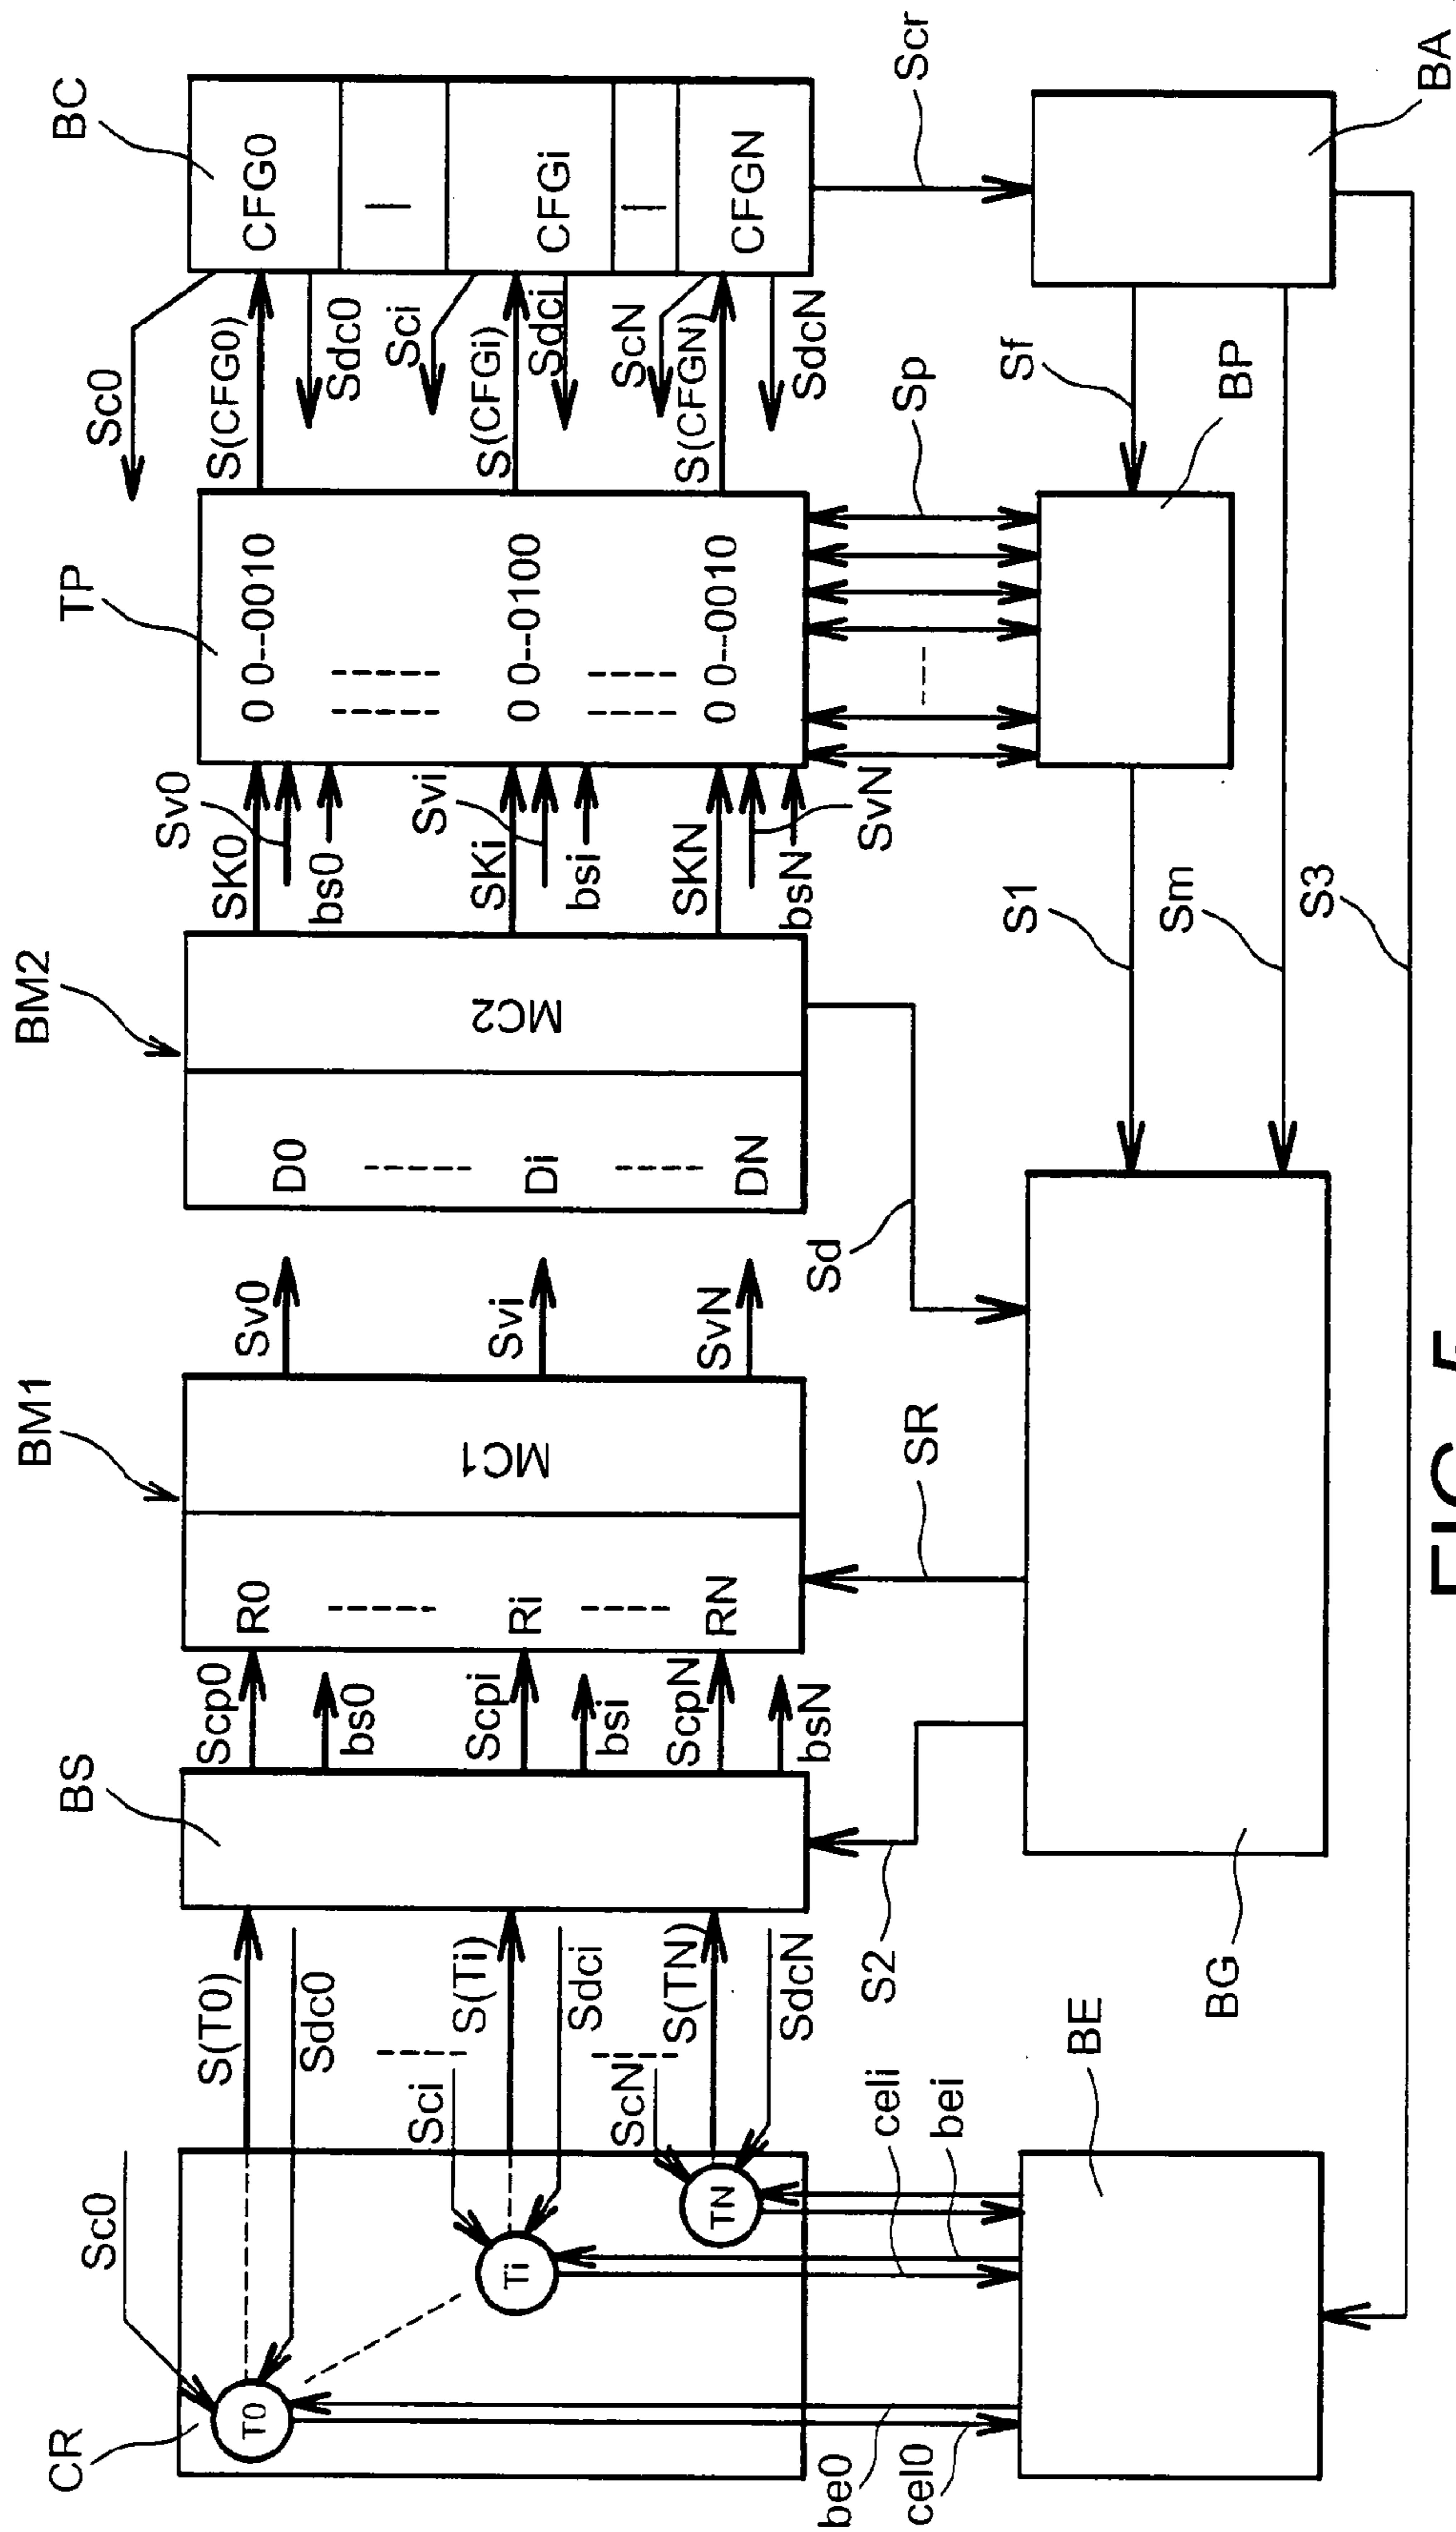 Sc0
CR
T0
Ti
TN
S(T0)
Sdc0
Sci
S(Ti)
Sdci
ScN
S(TN)
SdcN
be0
cel0
celi
bei
BE
BS
Scp0
bs0
Scpi
bsi
ScpN
bsN
S2
BG
BM1
R0
Ri
RN
MC1
SR
Sv0
Svi
SvN
BM2
D0
Di
DN
MC2
Sd
SK0
Sv0
bs0
SKi
Svi
bsi
SKN
bsN
SvN
TP
0 0---0010
0 0---0100
0 0---0010
Sp
BP
S1
Sm
S3
Sf
Sc0
S(CFG0)
Sdc0
Sci
S(CFGi)
Sdci
ScN
S(CFGN)
SdcN
BC
CFG0
CFGi
CFGN
Scr
BA